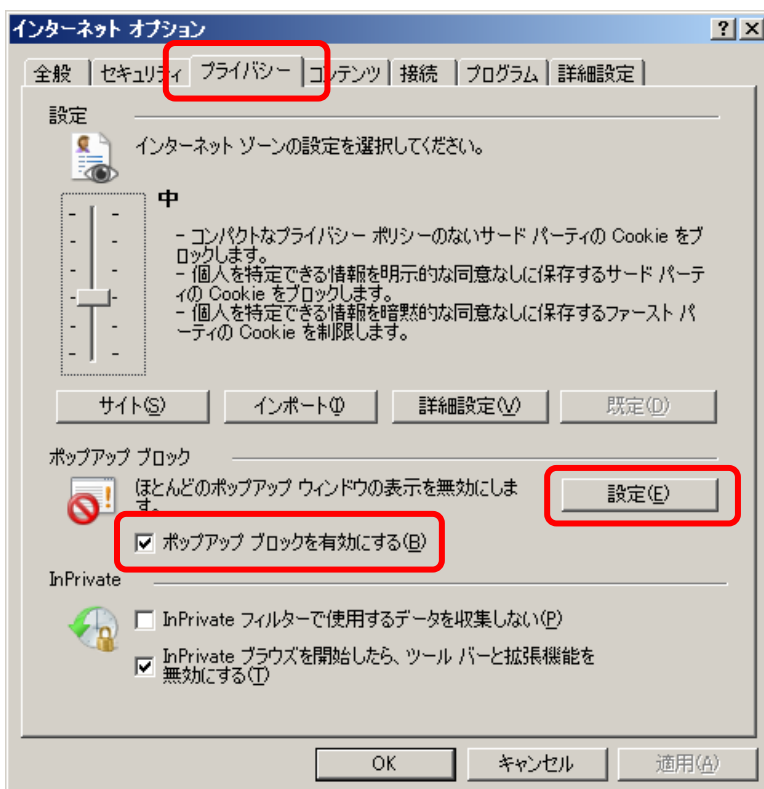 インターネット オプション
全般 セキュリティ プライバシー コンテンツ 接続 プログラム 詳細設定
設定
インターネット ゾーンの設定を選択してください。
中
- コンパクトなプライバシー ポリシーのないサード パーティの Cookie をブ
ロックします。
- 個人を特定できる情報を明示的な同意なしに保存するサード パーテ
ィの Cookie をブロックします。
- 個人を特定できる情報を暗黙的な同意なしに保存するファースト パ
ーティの Cookie を制限します。
サイト(S) インポート(I) 詳細設定(V) 既定(D)
ポップアップ ブロック
ほとんどのポップアップ ウィンドウの表示を無効にしま
す。
設定(E)
ポップアップ ブロックを有効にする(B)
InPrivate
InPrivate フィルターで使用するデータを収集しない(P)
InPrivate ブラウズを開始したら、ツール バーと拡張機能を
無効にする(T)
OK キャンセル 適用(A)